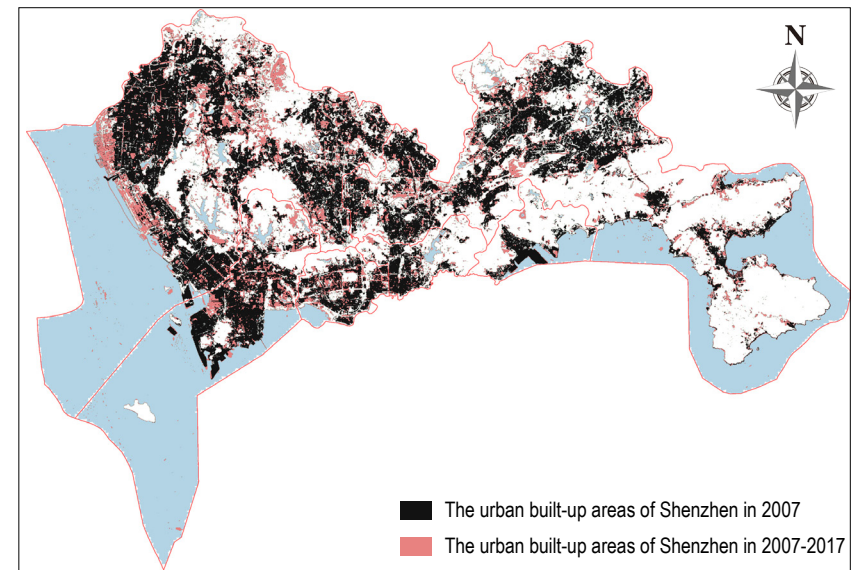 N
The urban built-up areas of Shenzhen in 2007
The urban built-up areas of Shenzhen in 2007-2017